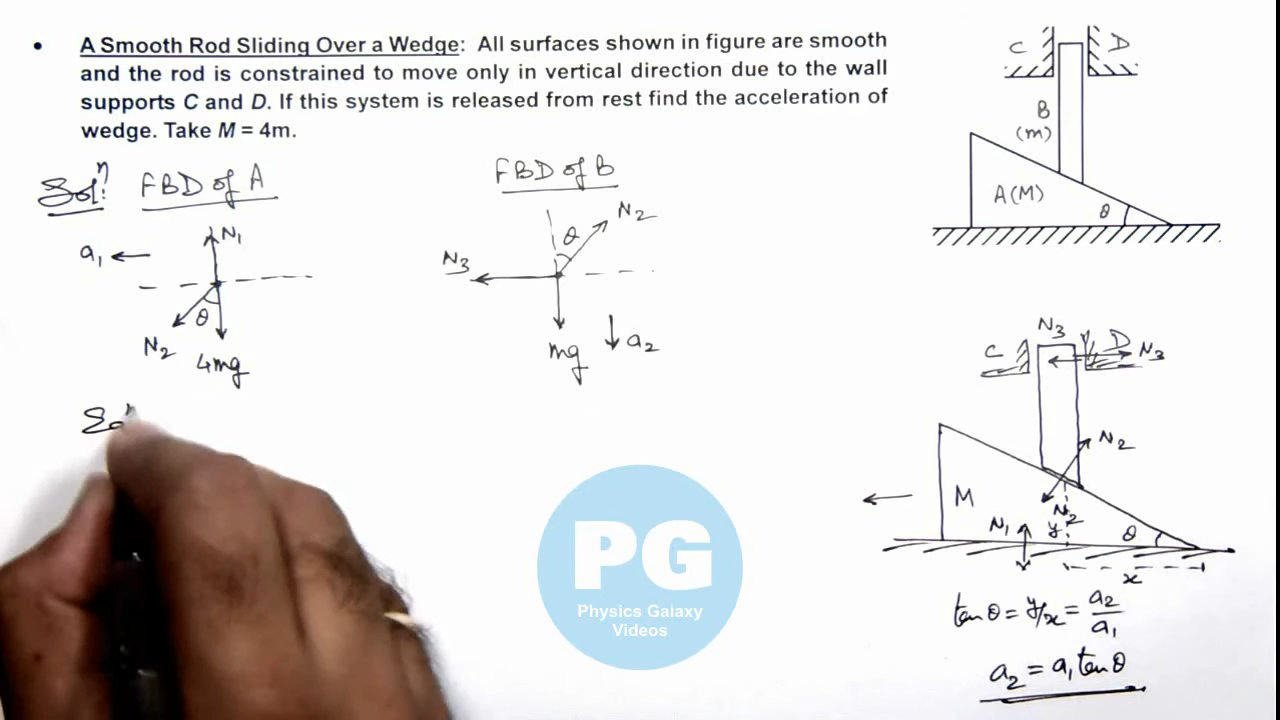 • A Smooth Rod Sliding Over a Wedge: All surfaces shown in figure are smooth
and the rod is constrained to move only in vertical direction due to the wall
supports C and D. If this system is released from rest find the acceleration of
wedge. Take M = 4m.
Solⁿ: FBD of A
a₁ ←
N₁
θ
N₂
4mg
FBD of B
N₃
θ
N₂
mg
↓ a₂
C
D
B
(m)
A(M)
θ
N₃
C
D
N₃
N₂
M
N₂
N₁
y
θ
x
tanθ = y/x = a₂/a₁
a₂ = a₁ tanθ
PG
Physics Galaxy
Videos